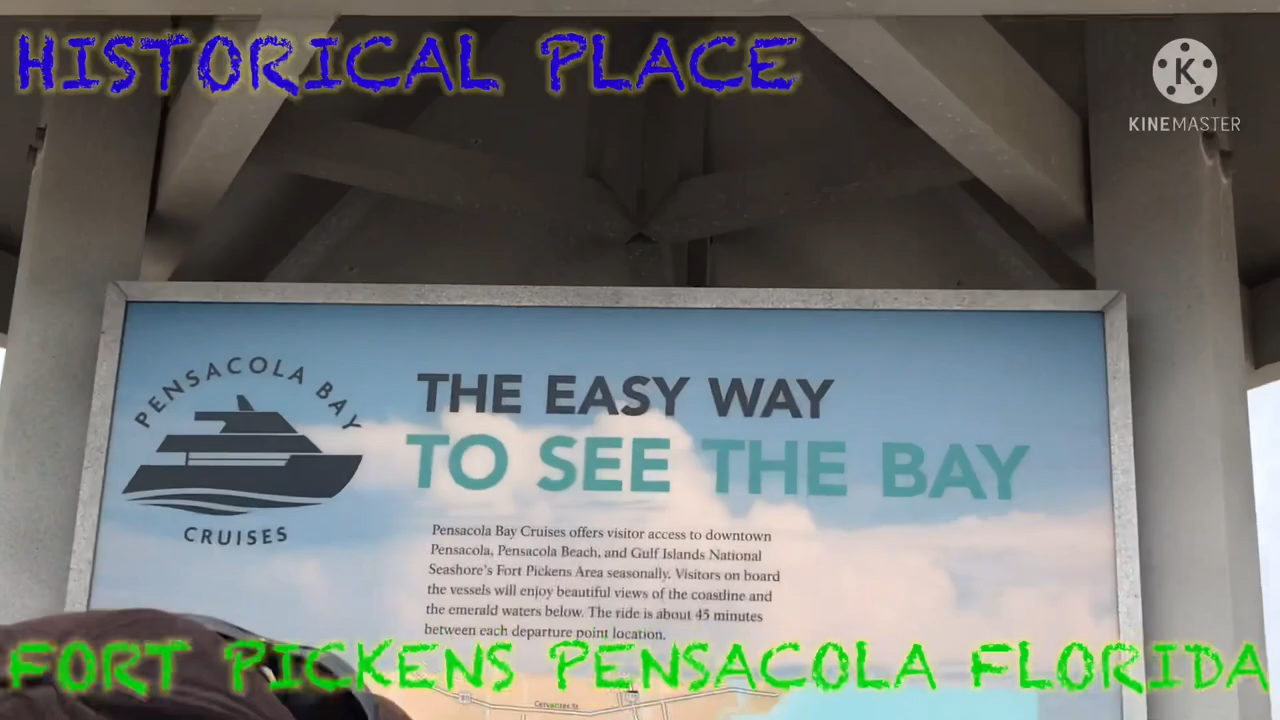 HISTORICAL PLACE
K
KINEMASTER
PENSACOLA BAY
CRUISES
THE EASY WAY
TO SEE THE BAY
Pensacola Bay Cruises offers visitor access to downtown
Pensacola, Pensacola Beach, and Gulf Islands National
Seashore's Fort Pickens Area seasonally. Visitors on board
the vessels will enjoy beautiful views of the coastline and
the emerald waters below. The ride is about 45 minutes
between each departure point location.
FORT PICKENS PENSACOLA FLORIDA
Cervantes St